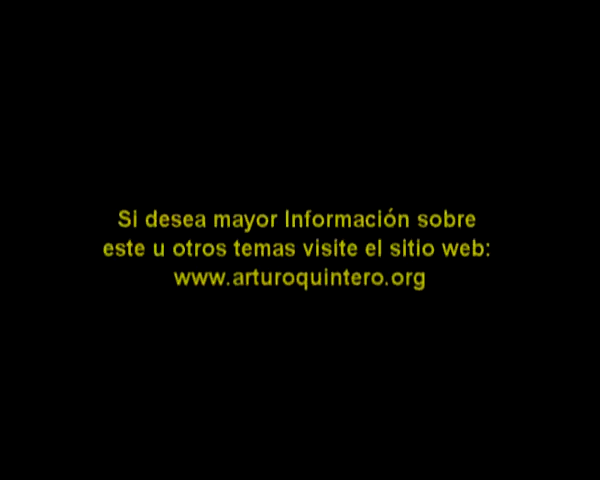 Si desea mayor Información sobre
este u otros temas visite el sitio web:
www.arturoquintero.org